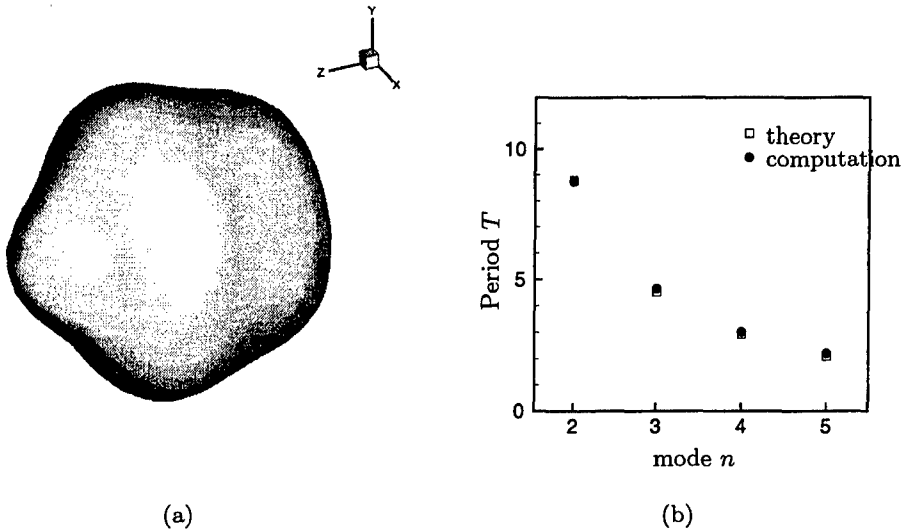 Y
Z
X
10
5
0
2 3 4 5
Period T
mode n
theory
computation
(a)
(b)